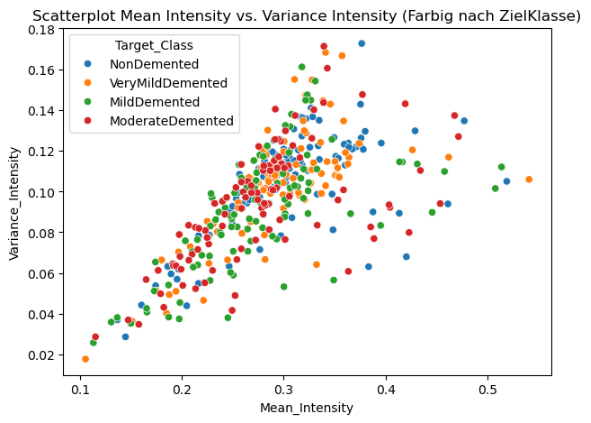 Scatterplot Mean Intensity vs. Variance Intensity (Farbig nach ZielKlasse)
Target_Class
NonDemented
VeryMildDemented
MildDemented
ModerateDemented
Variance_Intensity
0.18
0.16
0.14
0.12
0.10
0.08
0.06
0.04
0.02
0.1 0.2 0.3 0.4 0.5
Mean_Intensity